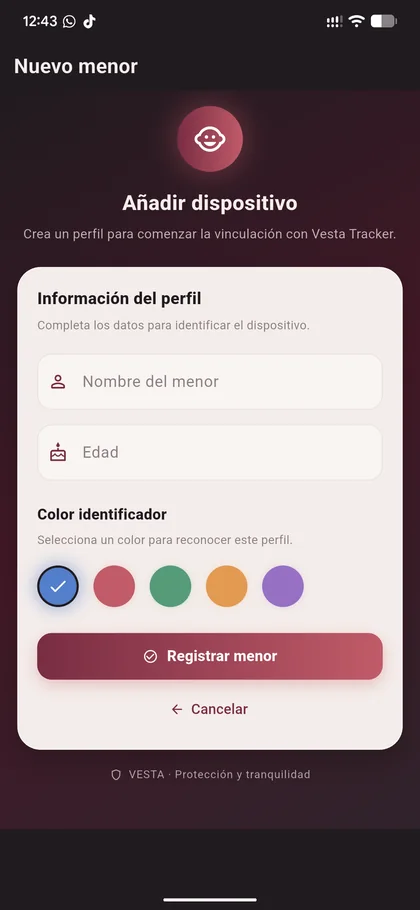 12:43
Nuevo menor
Añadir dispositivo
Crea un perfil para comenzar la vinculación con Vesta Tracker.
Información del perfil
Completa los datos para identificar el dispositivo.
Nombre del menor
Edad
Color identificador
Selecciona un color para reconocer este perfil.
Registrar menor
Cancelar
VESTA · Protección y tranquilidad